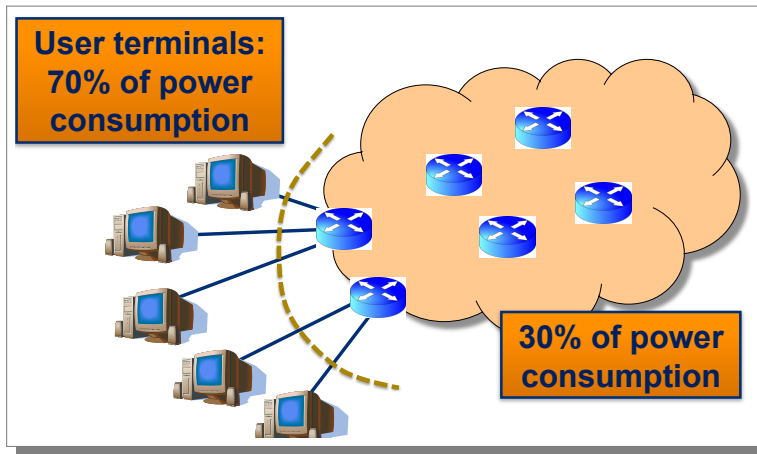 User terminals:
70% of power
consumption
30% of power
consumption